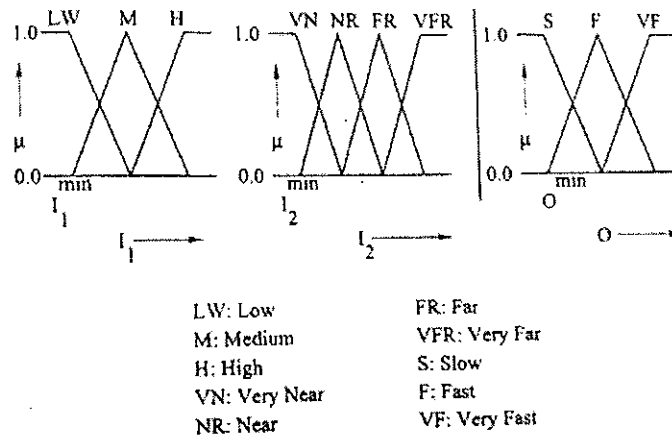 LW M H
VN NR FR VFR
S F VF
1.0
1.0
1.0
μ
μ
μ
0.0
0.0
0.0
min
min
min
I1
I2
O
I1
I2
O
LW: Low
M: Medium
H: High
VN: Very Near
NR: Near
FR: Far
VFR: Very Far
S: Slow
F: Fast
VF: Very Fast